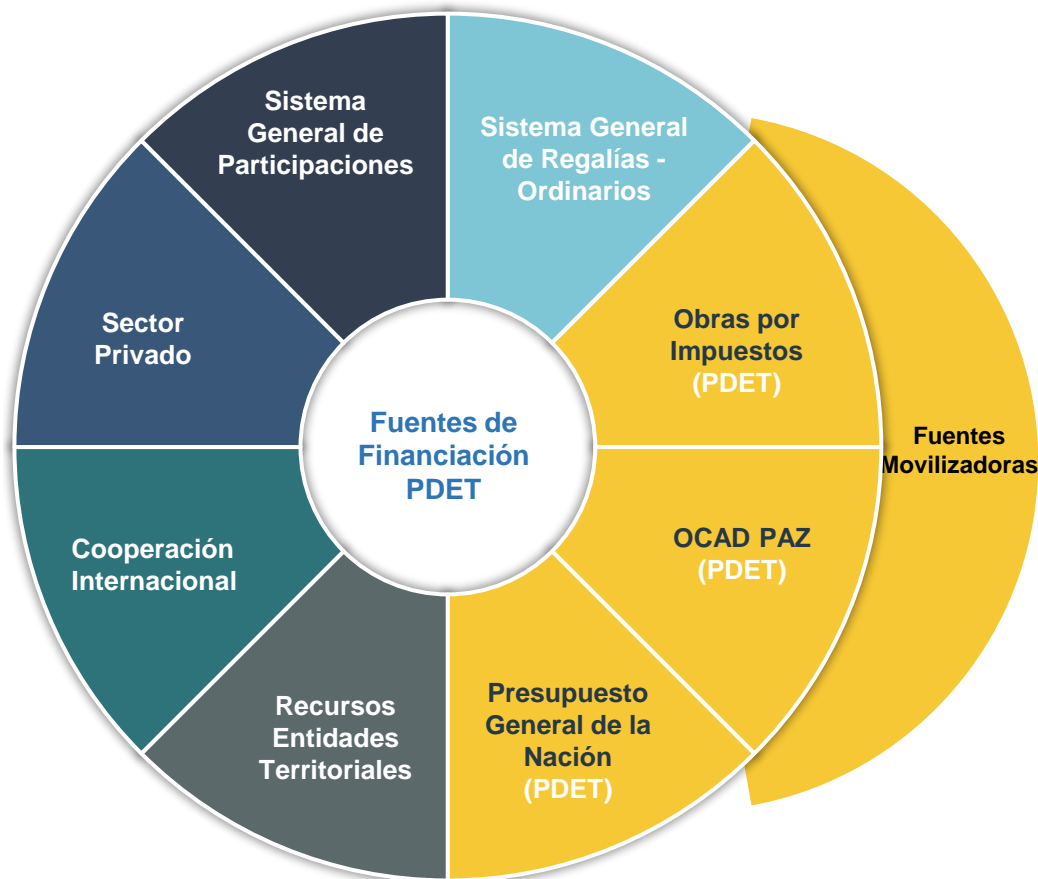 Sistema
General de
Participaciones
Sistema General
de Regalías -
Ordinarios
Sector
Privado
Obras por
Impuestos
(PDET)
Fuentes de
Financiación
PDET
Fuentes
Movilizadoras
Cooperación
Internacional
OCAD PAZ
(PDET)
Recursos
Entidades
Territoriales
Presupuesto
General de la
Nación
(PDET)